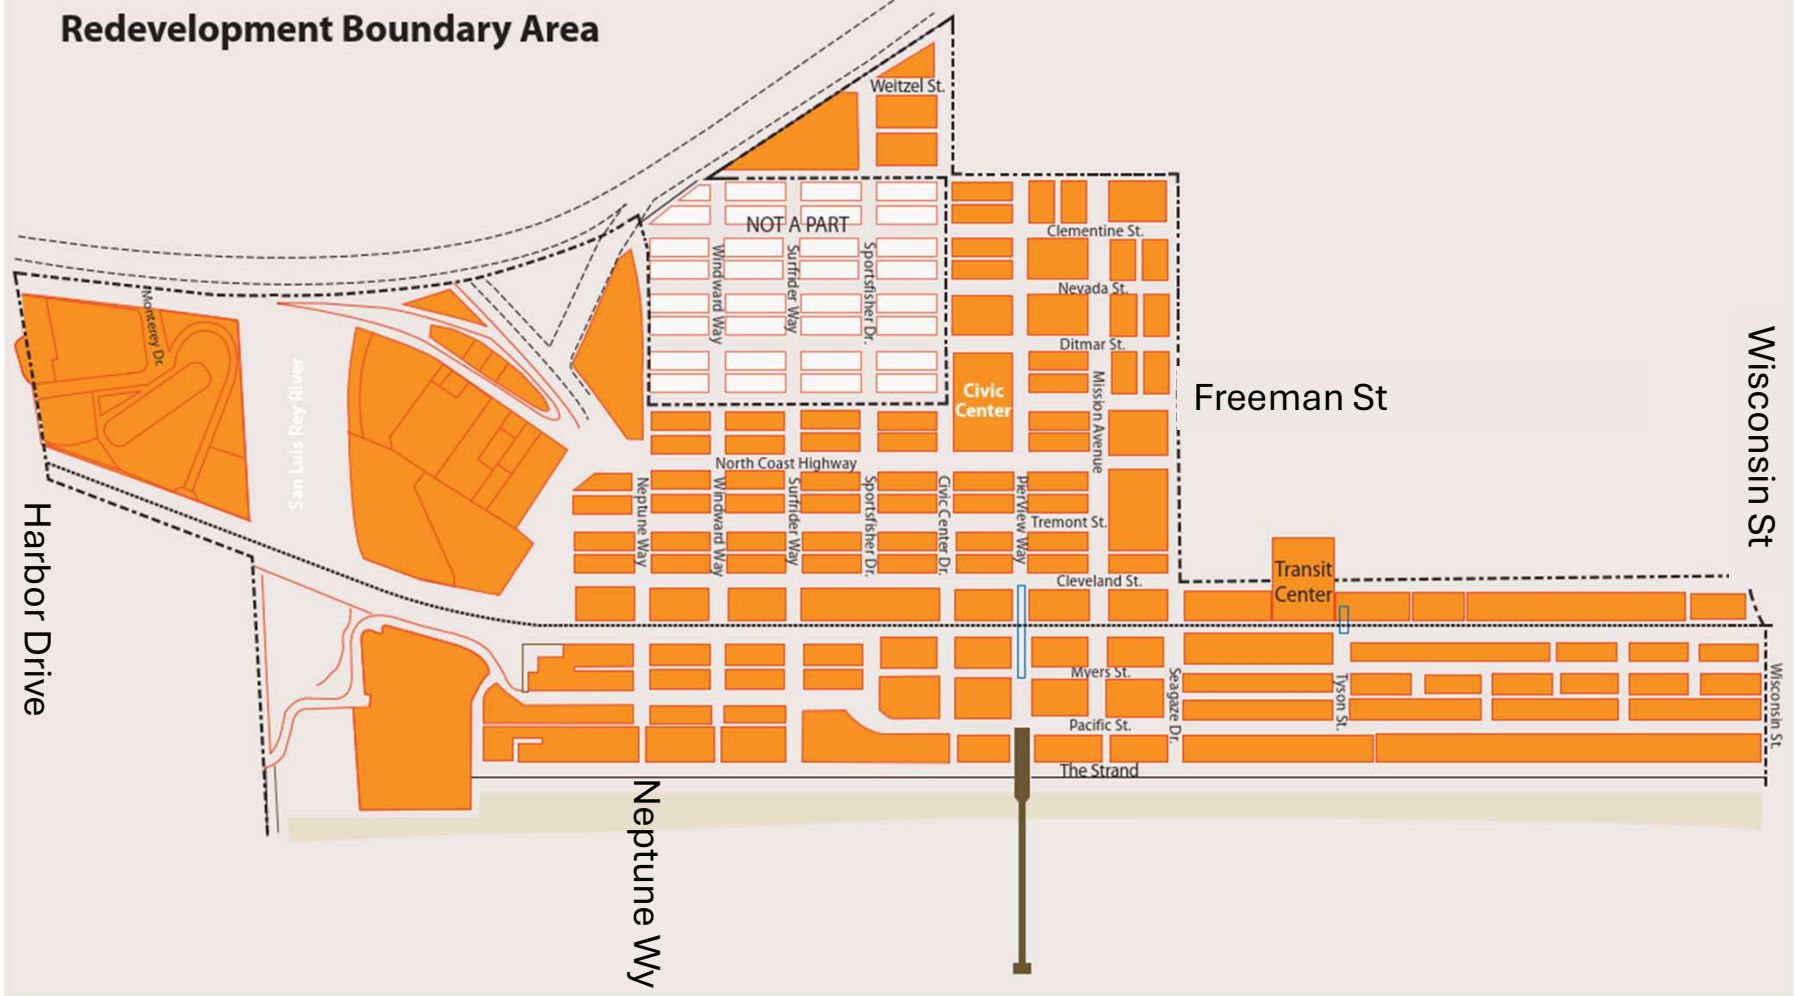 Redevelopment Boundary Area
Weitzel St.
NOT A PART
Clementine St.
Windward Way
Surfrider Way
Sportsfisher Dr.
Nevada St.
Monterey Dr.
Ditmar St.
Wisconsin St
San Luis Rey River
Civic
Center
Mission Avenue
Freeman St
North Coast Highway
Harbor Drive
Neptune Way
Windward Way
Surfrider Way
Sportsfisher Dr.
Civic Center Dr.
PierView Way
Tremont St.
Cleveland St.
Transit
Center
Myers St.
Seagaze Dr.
Tyson St.
Wisconsin St.
Pacific St.
The Strand
Neptune Wy